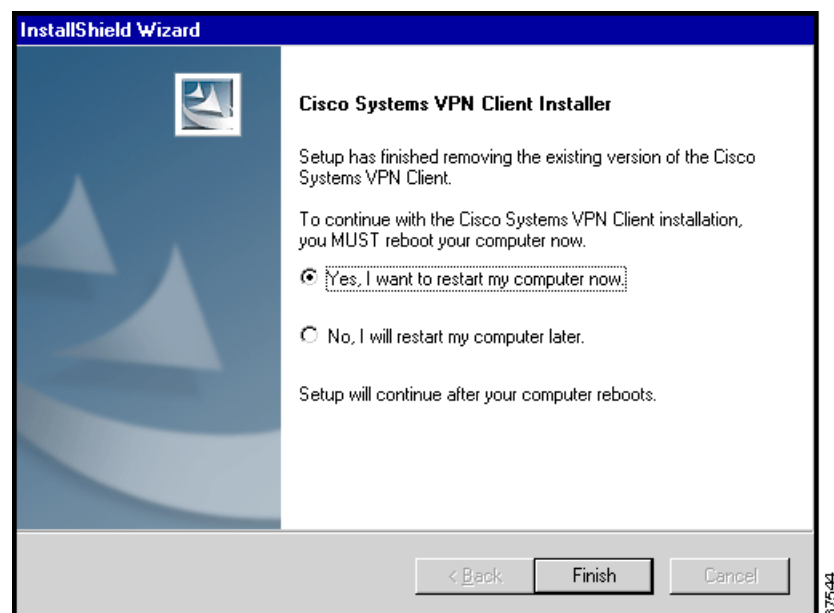 InstallShield Wizard
Cisco Systems VPN Client Installer
Setup has finished removing the existing version of the Cisco
Systems VPN Client.
To continue with the Cisco Systems VPN Client installation,
you MUST reboot your computer now.
Yes, I want to restart my computer now.
No, I will restart my computer later.
Setup will continue after your computer reboots.
< Back
Finish
Cancel